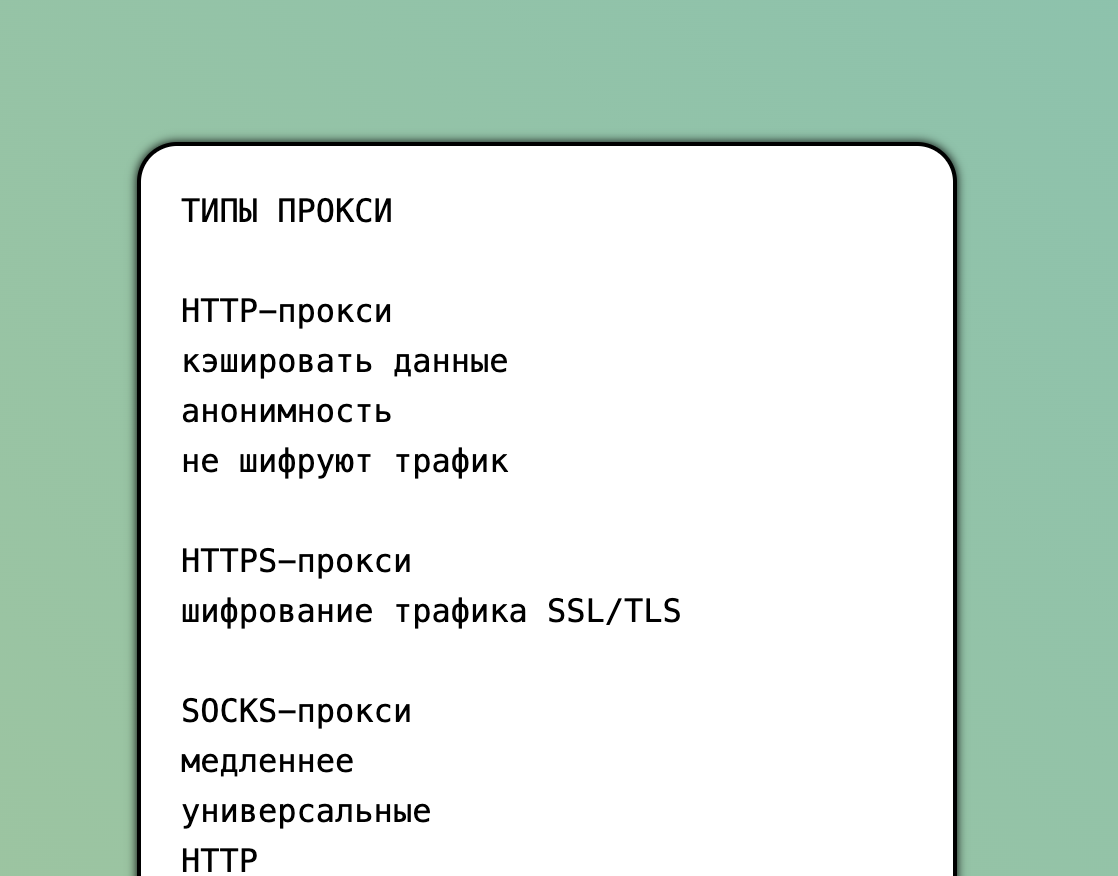 ТИПЫ ПРОКСИ
HTTP-прокси
кэшировать данные
анонимность
не шифруют трафик
HTTPS-прокси
шифрование трафика SSL/TLS
SOCKS-прокси
медленнее
универсальные
HTTP